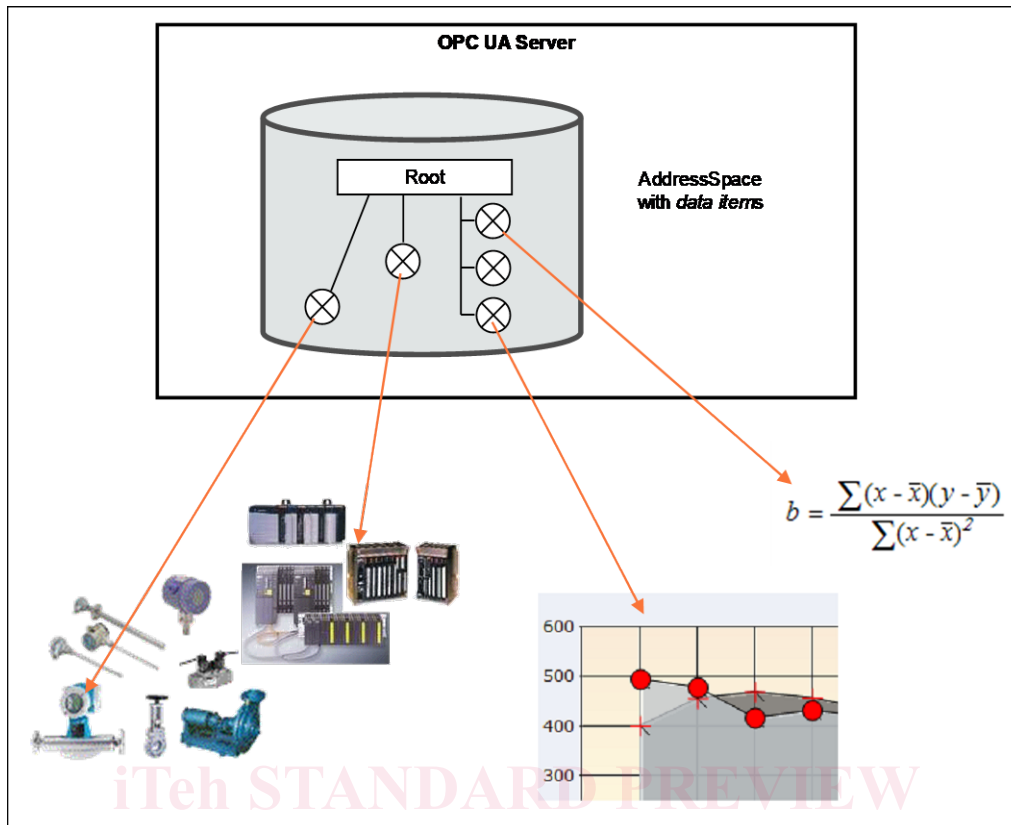 OPC UA Server
Root
AddressSpace
with data items
b = ∑(x - x̅)(y - y̅) / ∑(x - x̅)²
600
500
400
300
iTeh STANDARD PREVIEW